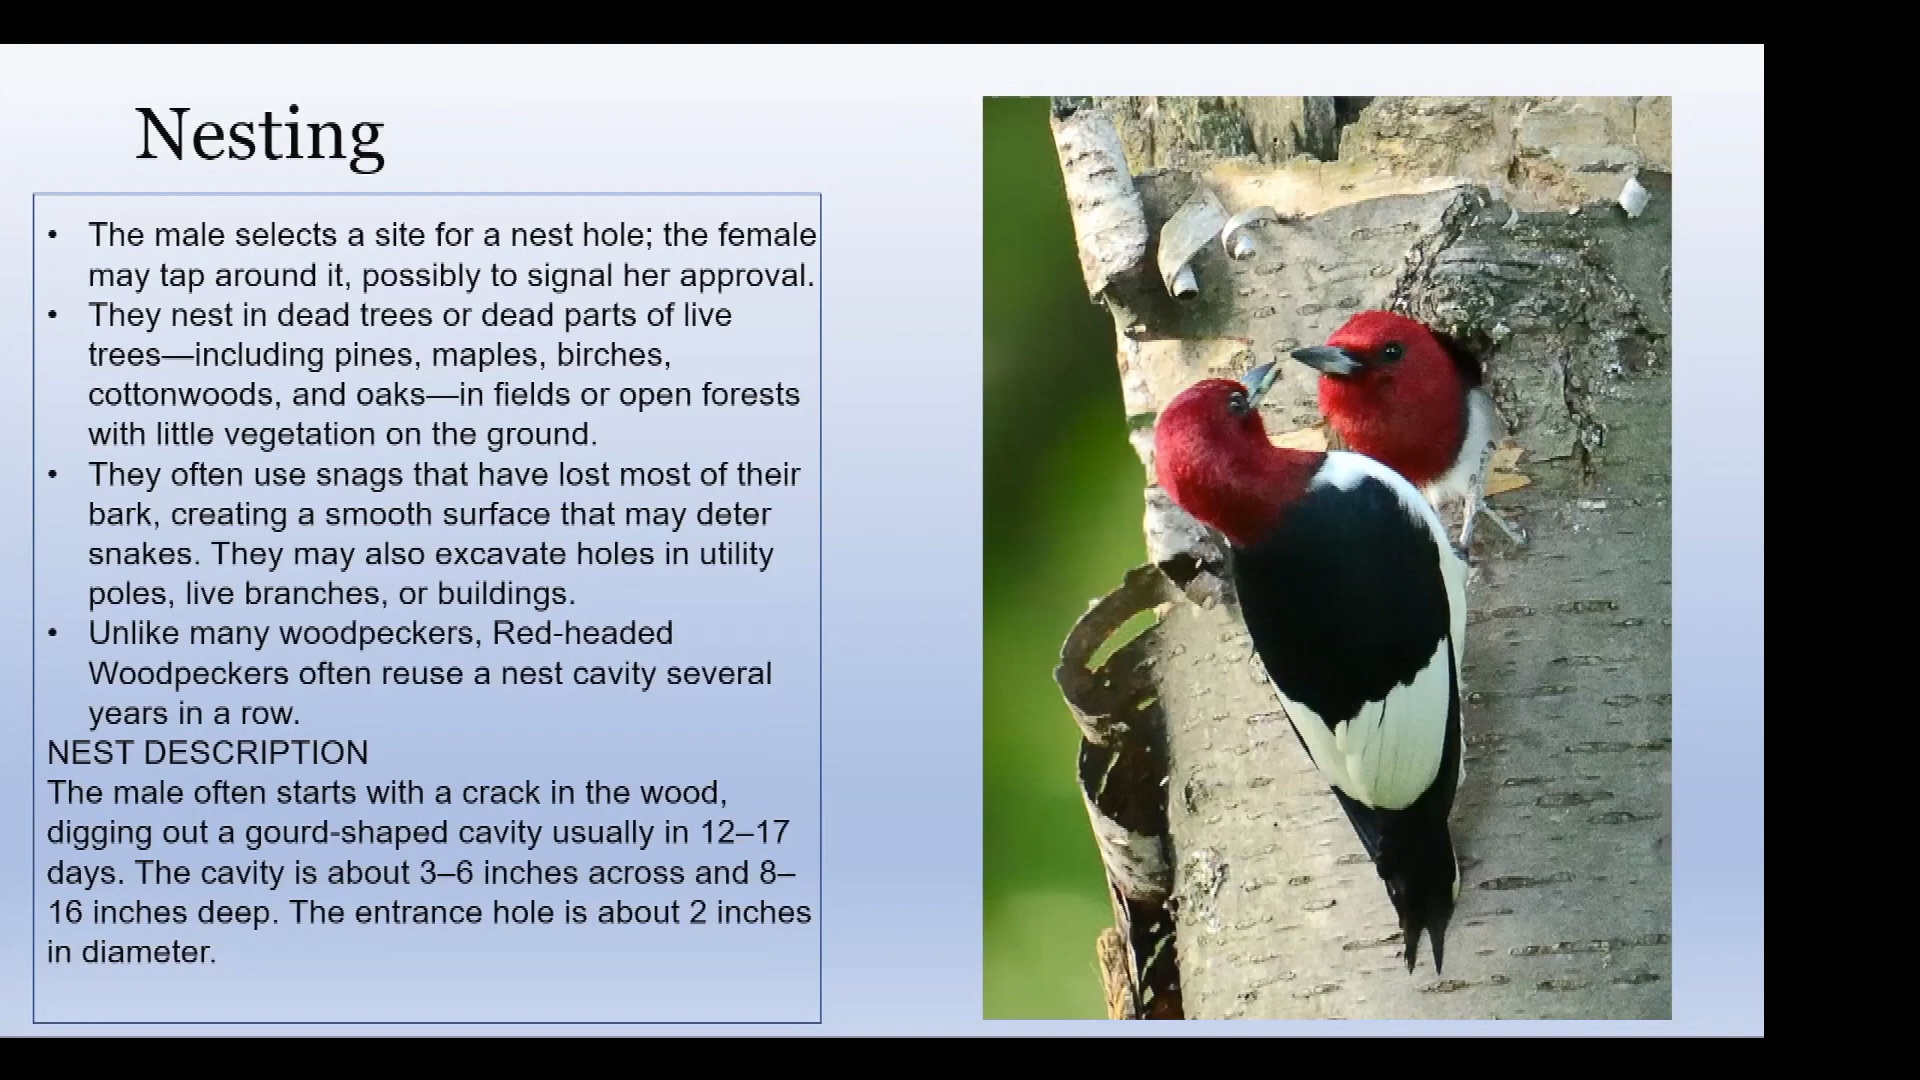 Nesting
• The male selects a site for a nest hole; the female
may tap around it, possibly to signal her approval.
• They nest in dead trees or dead parts of live
trees—including pines, maples, birches,
cottonwoods, and oaks—in fields or open forests
with little vegetation on the ground.
• They often use snags that have lost most of their
bark, creating a smooth surface that may deter
snakes. They may also excavate holes in utility
poles, live branches, or buildings.
• Unlike many woodpeckers, Red-headed
Woodpeckers often reuse a nest cavity several
years in a row.
NEST DESCRIPTION
The male often starts with a crack in the wood,
digging out a gourd-shaped cavity usually in 12–17
days. The cavity is about 3–6 inches across and 8–
16 inches deep. The entrance hole is about 2 inches
in diameter.